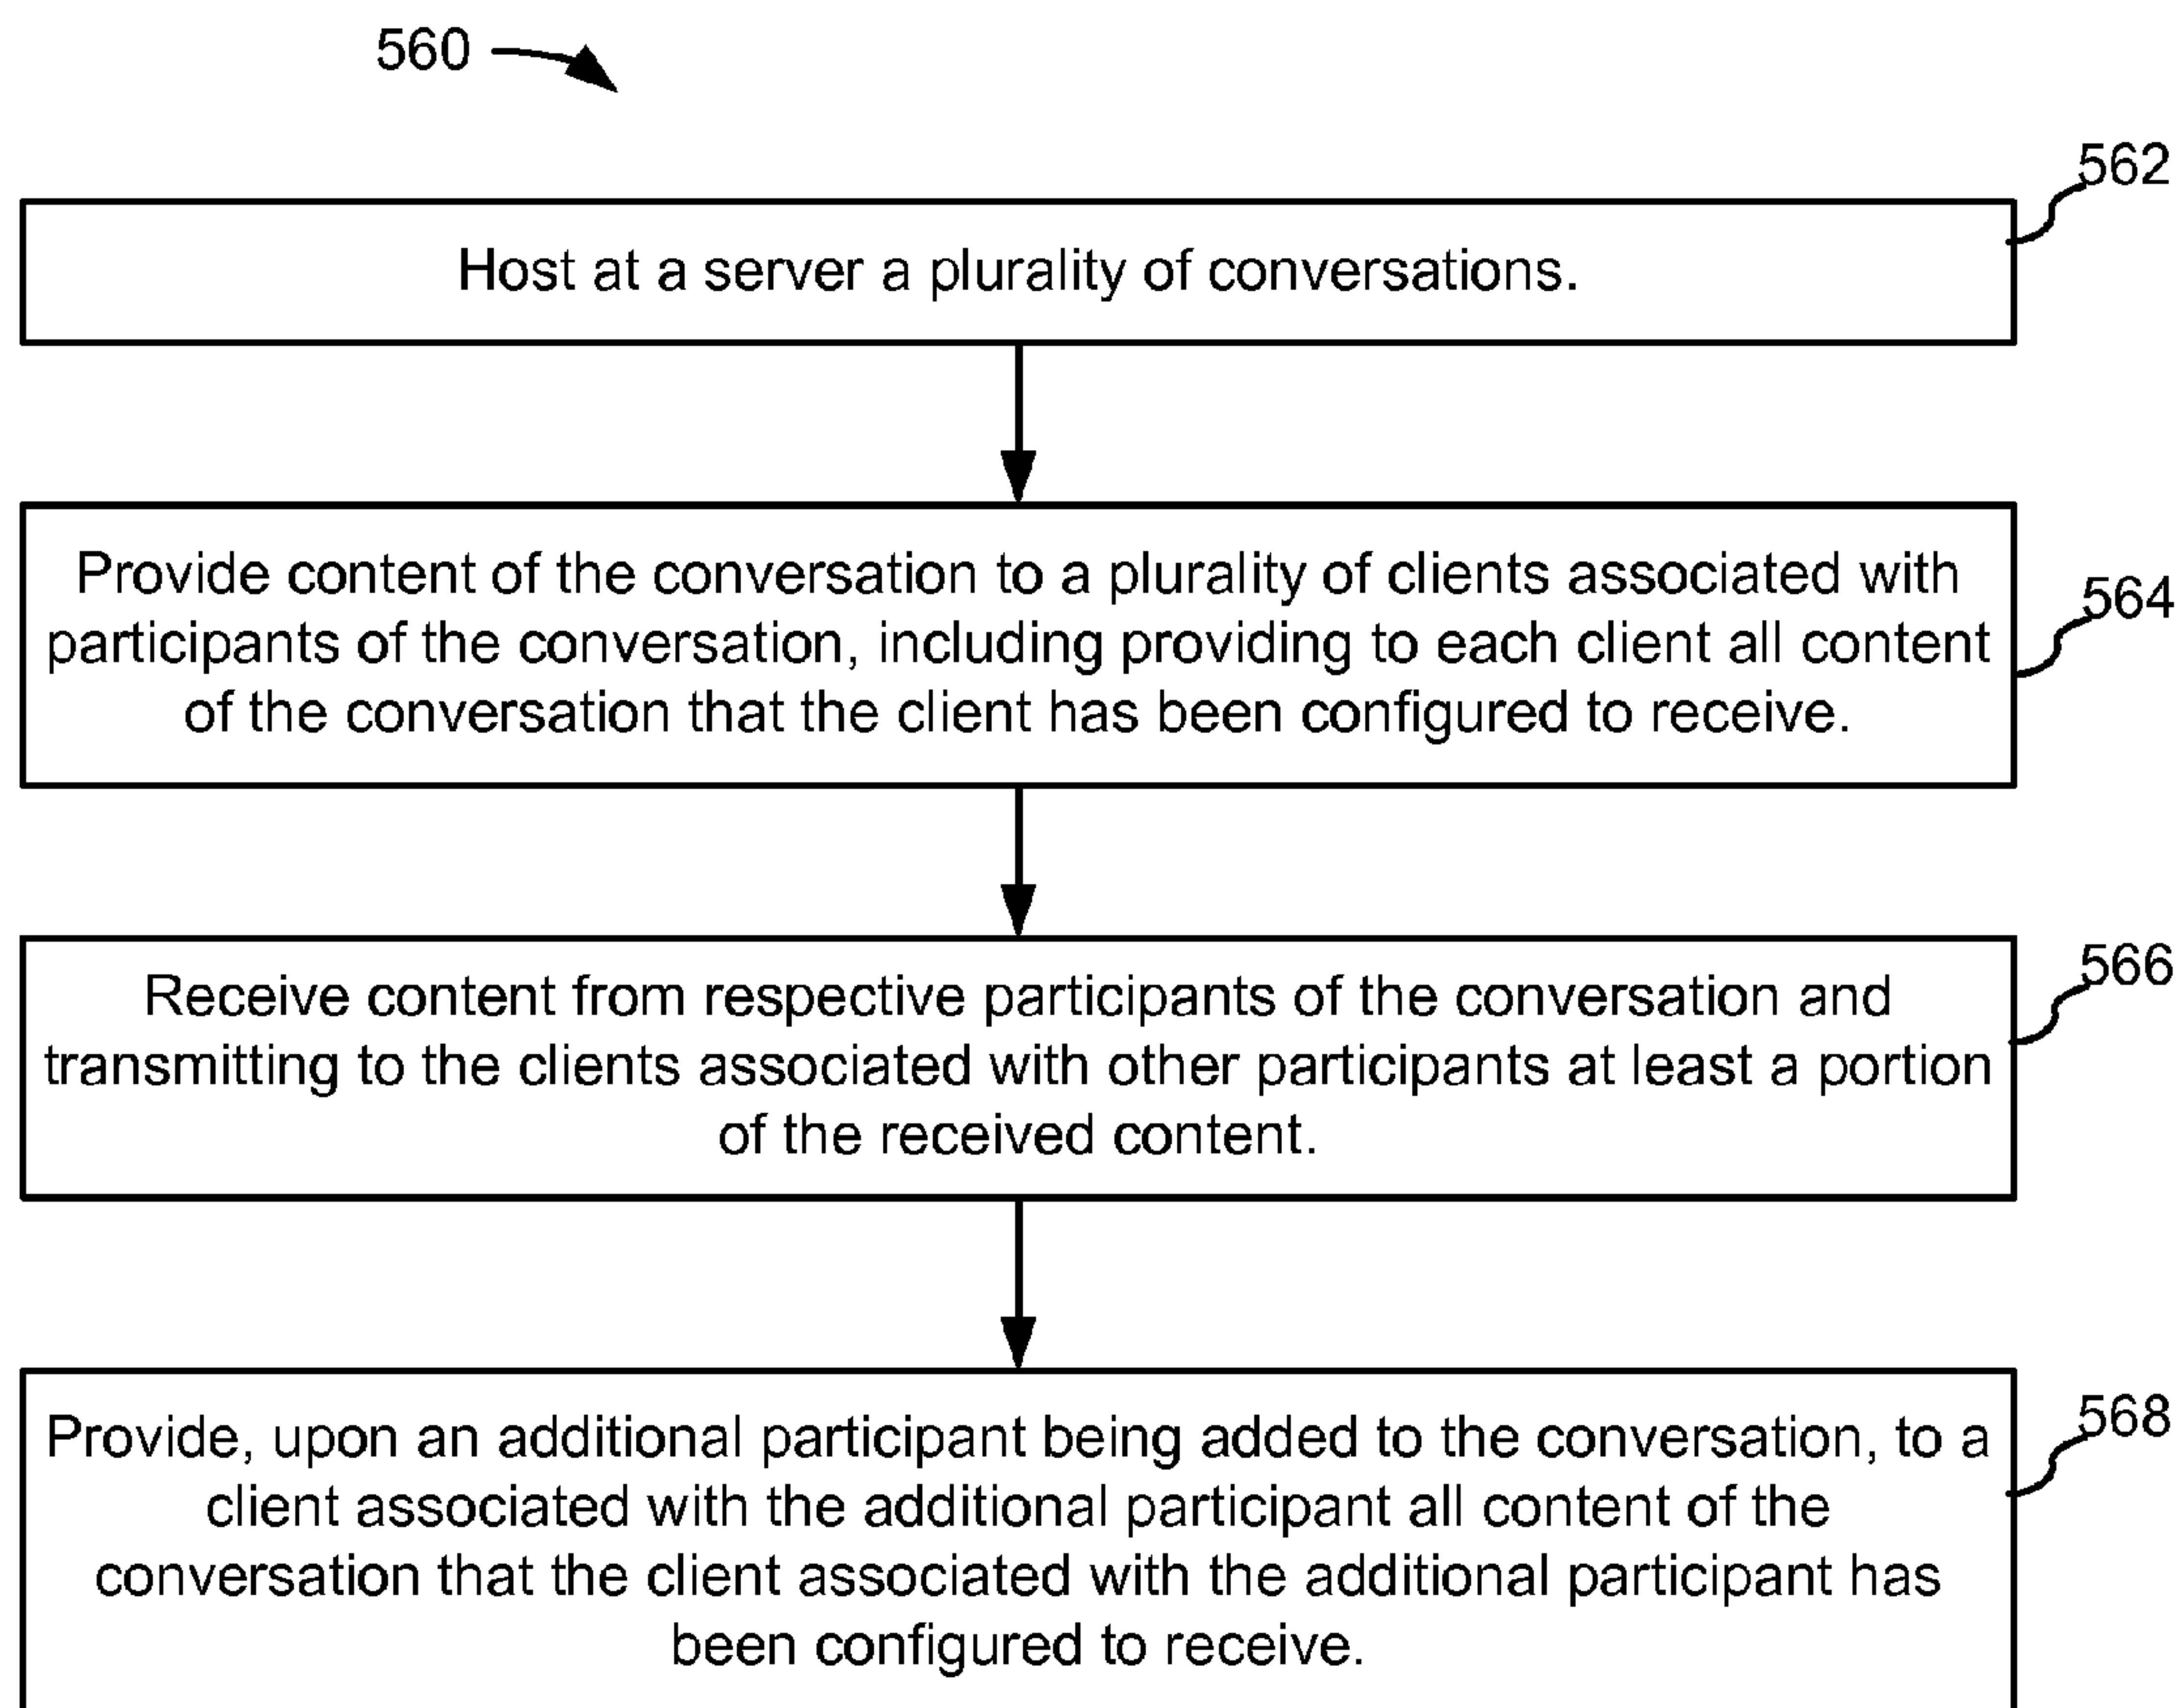 560
562
Host at a server a plurality of conversations.
Provide content of the conversation to a plurality of clients associated with
564
participants of the conversation, including providing to each client all content
of the conversation that the client has been configured to receive.
566
Receive content from respective participants of the conversation and
transmitting to the clients associated with other participants at least a portion
of the received content.
568
Provide, upon an additional participant being added to the conversation, to a
client associated with the additional participant all content of the
conversation that the client associated with the additional participant has
been configured to receive.